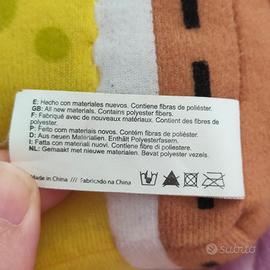 E: Hecho con materiales nuevos. Contiene fibras de poliéster.
GB: All new materials. Contains polyester fibers.
F: Fabriqué avec de nouveaux matériaux. Contient des fibres de
polyester.
P: Feito com materiais novos. Contém fibras de poliéster.
D: Aus neuen Materialien. Enthält Polyesterfasern.
I: Tutti i nuovi materiali. Contiene fibre di poliestere.
NL: Gemaakt met nieuwe materialen. Bevat polyester vezels.
Made in China /// Fabricado na China
subito